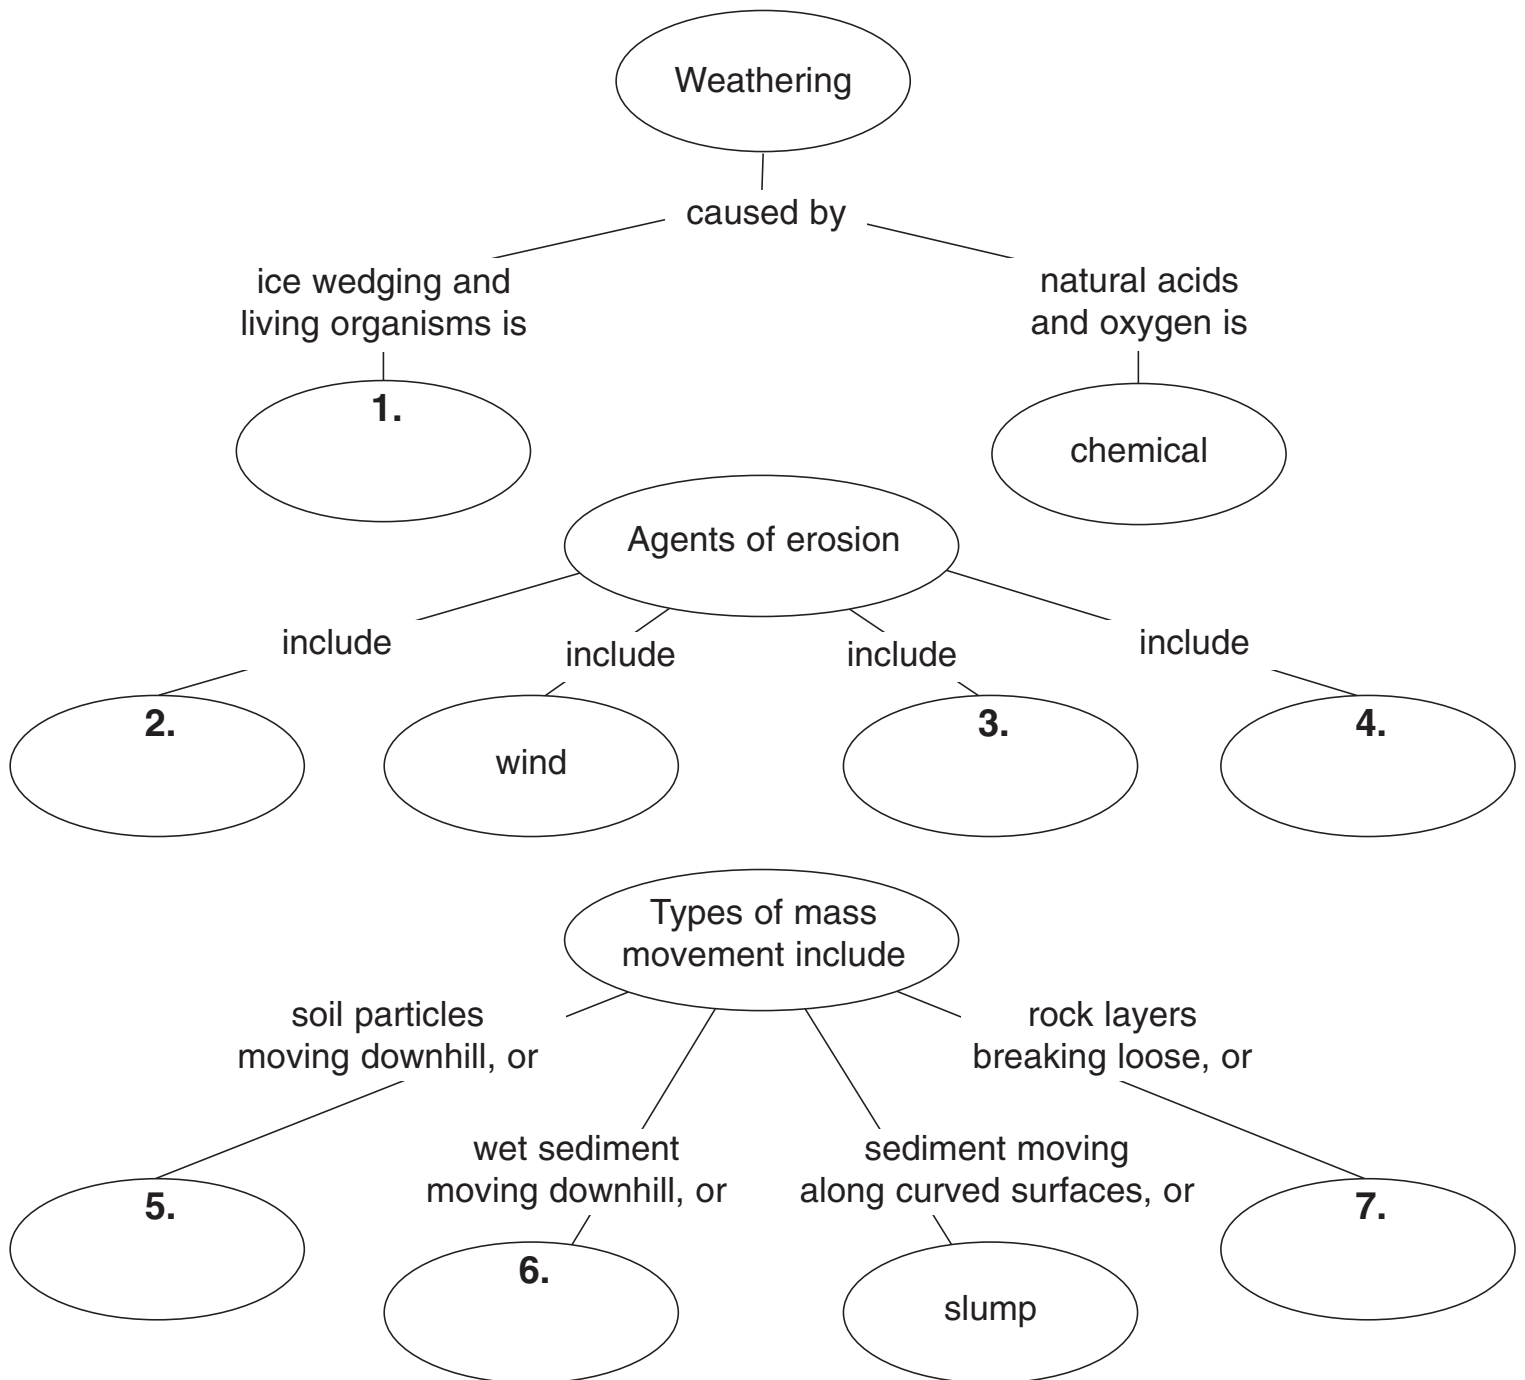 Weathering
caused by
ice wedging and
living organisms is
natural acids
and oxygen is
1.
chemical
Agents of erosion
include
include
include
include
2.
wind
3.
4.
Types of mass
movement include
soil particles
moving downhill, or
rock layers
breaking loose, or
wet sediment
moving downhill, or
sediment moving
along curved surfaces, or
5.
6.
slump
7.